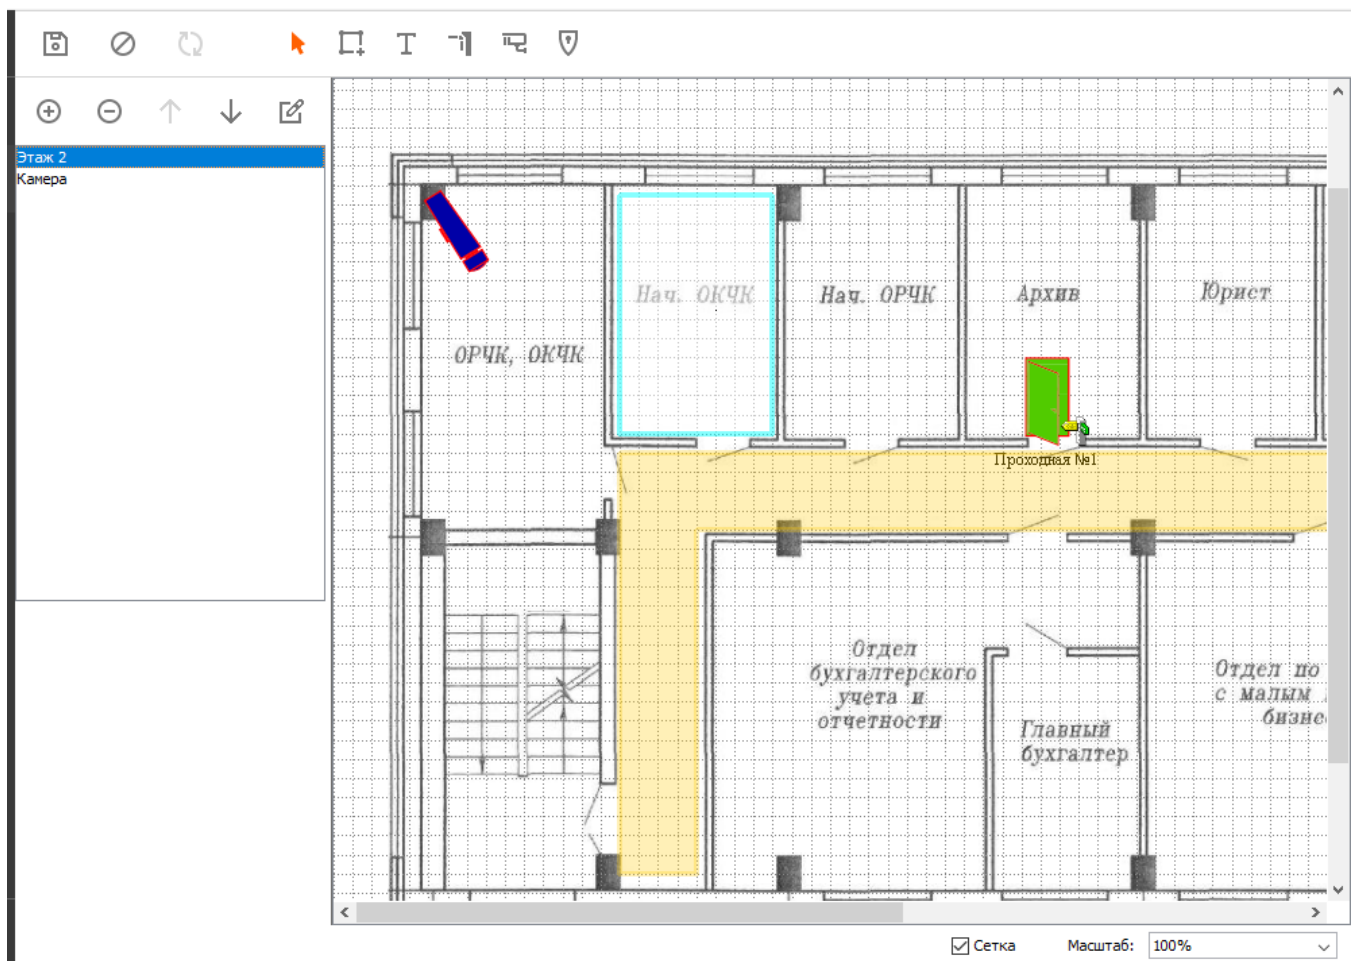 Этаж 2
Камера
Нач. ОКЧК
Нач. ОРЧК
Архив
Юрист
ОРЧК, ОКЧК
Проходная №1
Отдел
бухгалтерского
учета и
отчетности
Главный
бухгалтер
Отдел по
с малым
бизне
Сетка
Масштаб:
100%